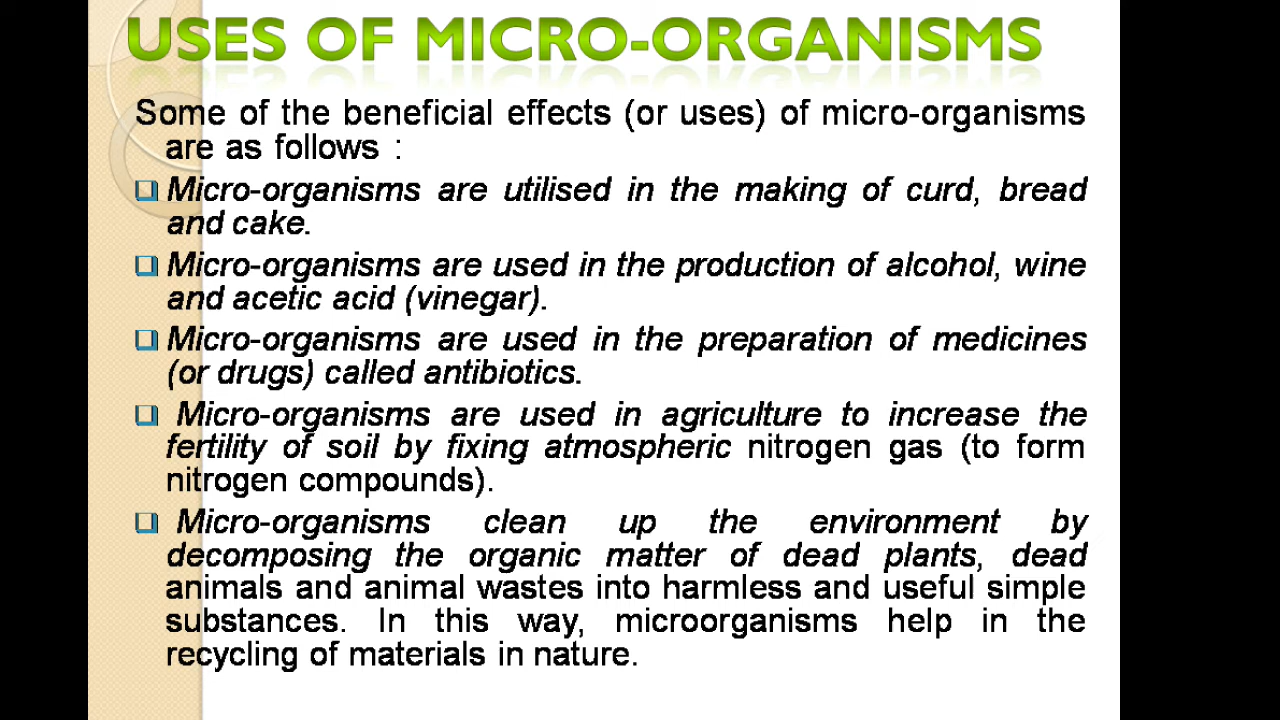 USES OF MICRO-ORGANISMS
Some of the beneficial effects (or uses) of micro-organisms
are as follows :
Micro-organisms are utilised in the making of curd, bread
and cake.
Micro-organisms are used in the production of alcohol, wine
and acetic acid (vinegar).
Micro-organisms are used in the preparation of medicines
(or drugs) called antibiotics.
Micro-organisms are used in agriculture to increase the
fertility of soil by fixing atmospheric nitrogen gas (to form
nitrogen compounds).
Micro-organisms clean up the environment by
decomposing the organic matter of dead plants, dead
animals and animal wastes into harmless and useful simple
substances. In this way, microorganisms help in the
recycling of materials in nature.